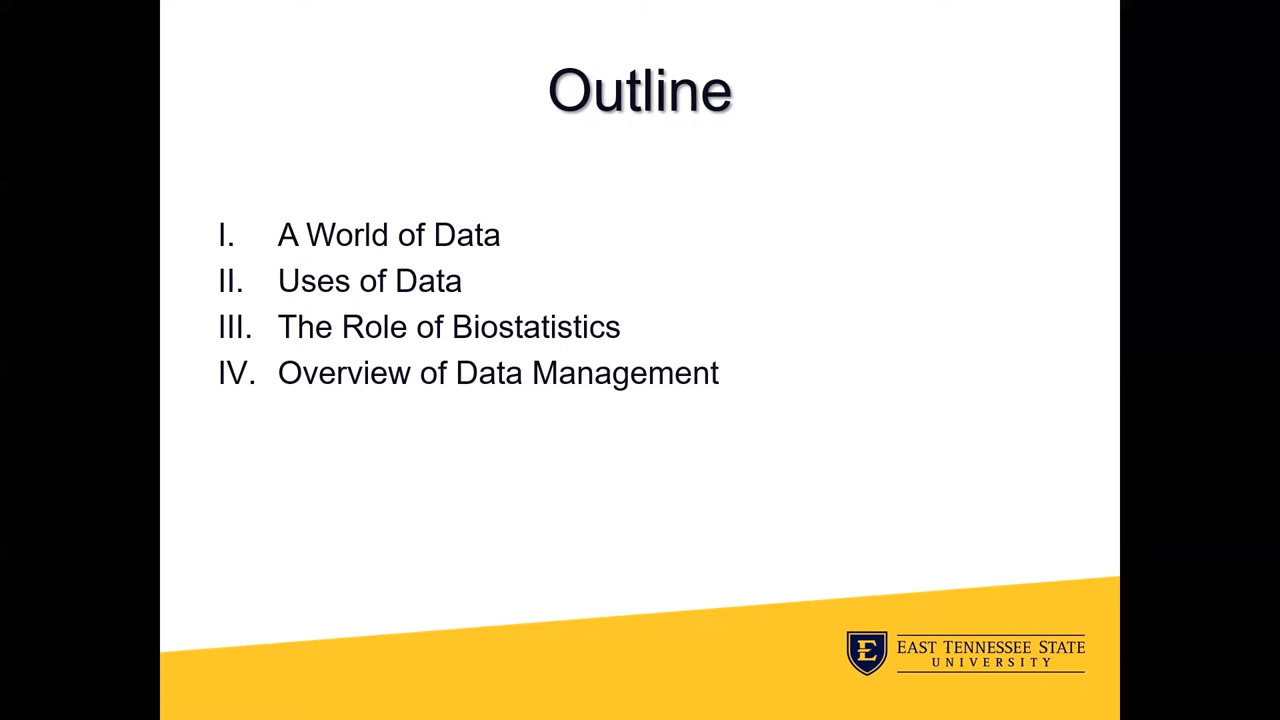 Outline
I. A World of Data
II. Uses of Data
III. The Role of Biostatistics
IV. Overview of Data Management
E
EAST TENNESSEE STATE
UNIVERSITY